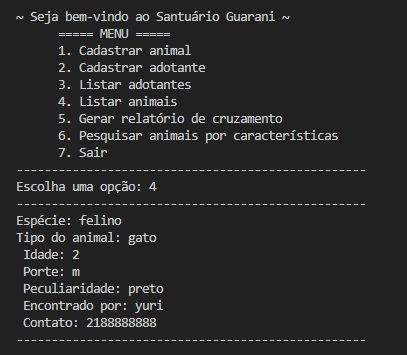 ~ Seja bem-vindo ao Santuário Guarani ~
===== MENU =====
1. Cadastrar animal
2. Cadastrar adotante
3. Listar adotantes
4. Listar animais
5. Gerar relatório de cruzamento
6. Pesquisar animais por características
7. Sair
--------------------------------------------------
Escolha uma opção: 4
--------------------------------------------------
Espécie: felino
Tipo do animal: gato
Idade: 2
Porte: m
Peculiaridade: preto
Encontrado por: yuri
Contato: 2188888888
--------------------------------------------------